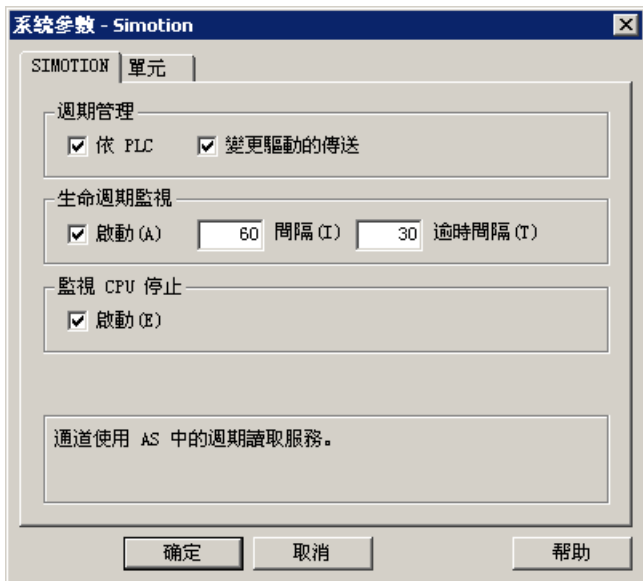 系统參數 - Simotion
SIMOTION 單元
週期管理
依 PLC 變更驅動的傳送
生命週期監視
啟動(A) 60 間隔(I) 30 逾時間隔(T)
監視 CPU 停止
啟動(E)
通道使用 AS 中的週期讀取服務。
确定 取消 帮助